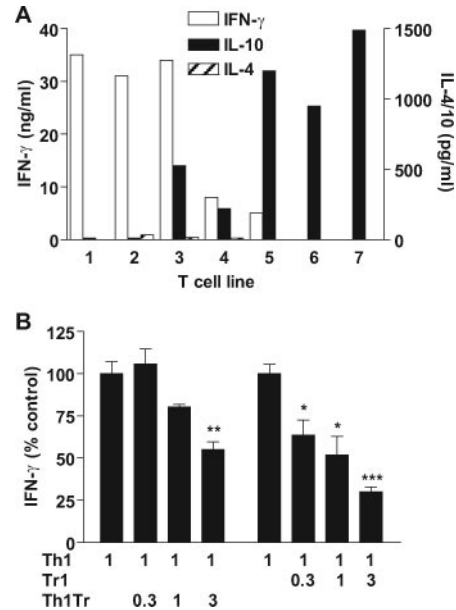 A
IFN-γ
IL-10
IL-4
IFN-γ (ng/ml)
40
30
20
10
0
1500
1000
500
0
IL-4/10 (pg/ml)
1 2 3 4 5 6 7
T cell line
B
IFN-γ (% control)
125
100
75
50
25
0
** * * ***
Th1 1 1 1 1 1 1 1 1
Tr1 0.3 1 3
Th1Tr 0.3 1 3